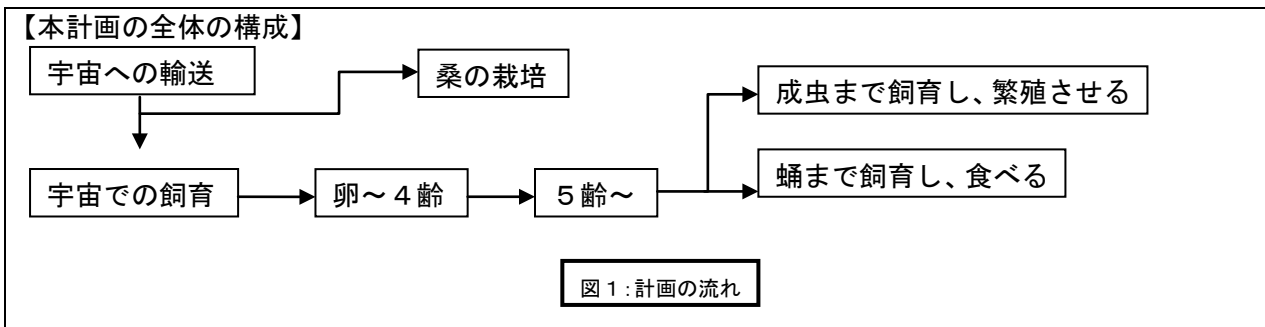 【本計画の全体の構成】
宇宙への輸送
桑の栽培
成虫まで飼育し、繁殖させる
宇宙での飼育
卵～４齢
５齢～
蛹まで飼育し、食べる
図１:計画の流れ